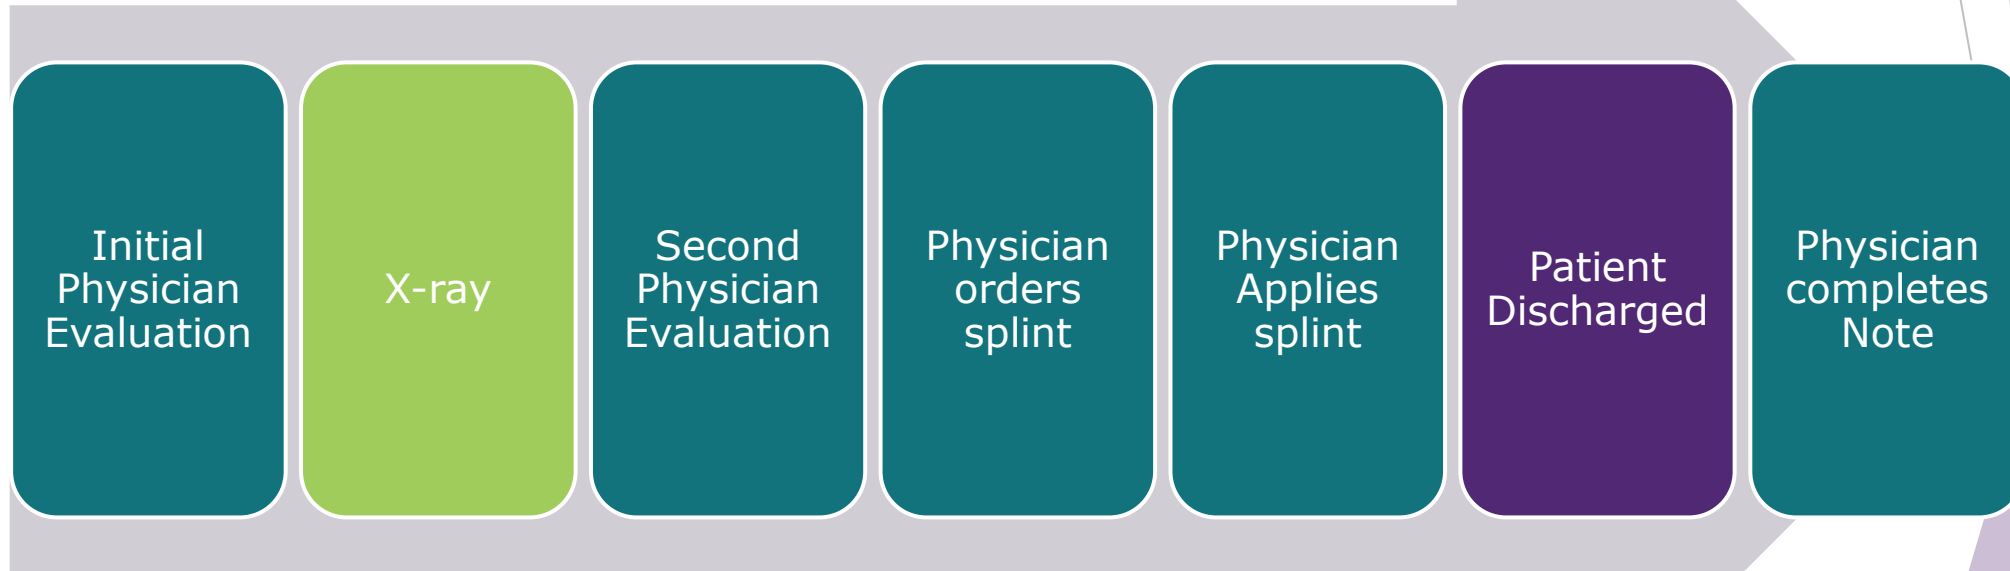 Initial
Physician
Evaluation
X-ray
Second
Physician
Evaluation
Physician
orders
splint
Physician
Applies
splint
Patient
Discharged
Physician
completes
Note